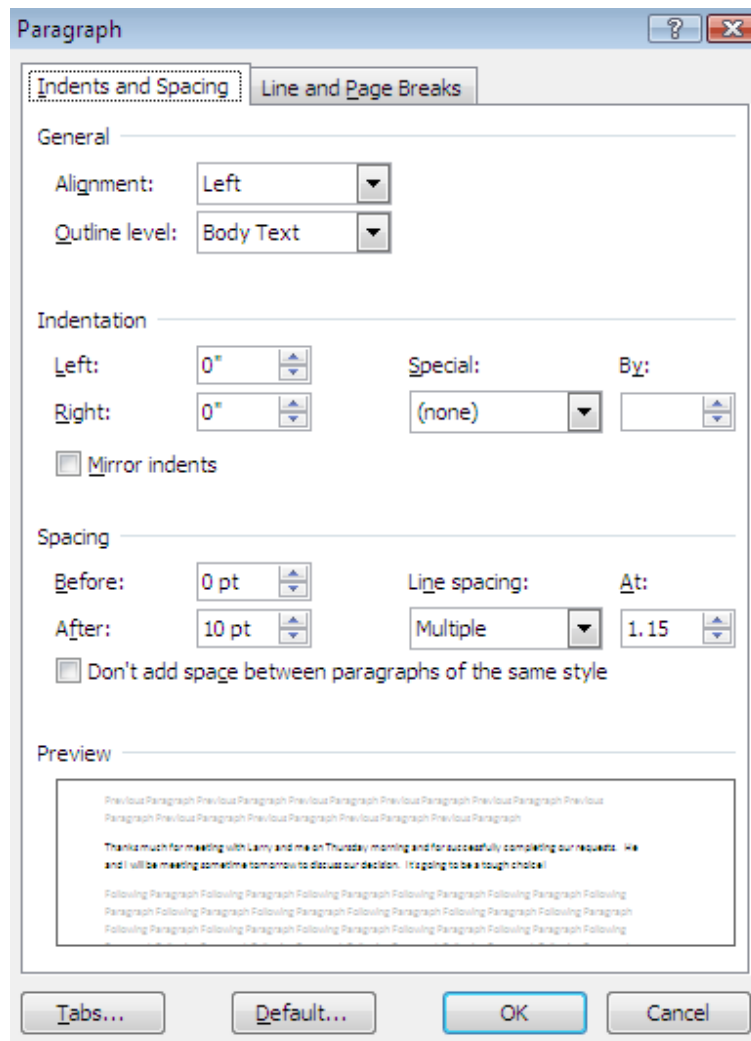 Paragraph
Indents and Spacing
Line and Page Breaks
General
Alignment: Left
Outline level: Body Text
Indentation
Left: 0" Special: By:
Right: 0" (none)
Mirror indents
Spacing
Before: 0 pt Line spacing: At:
After: 10 pt Multiple 1.15
Don't add space between paragraphs of the same style
Preview
Previous Paragraph Previous Paragraph Previous Paragraph Previous Paragraph Previous Paragraph Previous
Paragraph Previous Paragraph Previous Paragraph Previous Paragraph Previous Paragraph
Thanks much for meeting with Larry and me on Thursday morning and for successfully completing our requests. He
and I will be meeting sometime tomorrow to discuss our decision. It's going to be a tough choice!
Following Paragraph Following Paragraph Following Paragraph Following Paragraph Following Paragraph Following
Paragraph Following Paragraph Following Paragraph Following Paragraph Following Paragraph Following Paragraph
Following Paragraph Following Paragraph Following Paragraph Following Paragraph Following Paragraph Following
Tabs... Default... OK Cancel